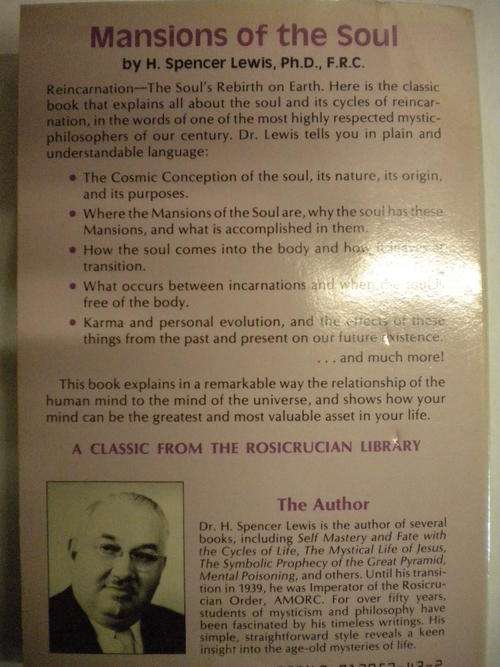 Mansions of the Soul
by H. Spencer Lewis, Ph.D., F.R.C.
Reincarnation—The Soul's Rebirth on Earth. Here is the classic
book that explains all about the soul and its cycles of reincar-
nation, in the words of one of the most highly respected mystic-
philosophers of our century. Dr. Lewis tells you in plain and
understandable language:
• The Cosmic Conception of the soul, its nature, its origin,
and its purposes.
• Where the Mansions of the Soul are, why the soul has these
Mansions, and what is accomplished in them.
• How the soul comes into the body and how it leaves at
transition.
• What occurs between incarnations and when the soul is
free of the body.
• Karma and personal evolution, and the effects of these
things from the past and present on our future existence.
. . . and much more!
This book explains in a remarkable way the relationship of the
human mind to the mind of the universe, and shows how your
mind can be the greatest and most valuable asset in your life.
A CLASSIC FROM THE ROSICRUCIAN LIBRARY
The Author
Dr. H. Spencer Lewis is the author of several
books, including Self Mastery and Fate with
the Cycles of Life, The Mystical Life of Jesus,
The Symbolic Prophecy of the Great Pyramid,
Mental Poisoning, and others. Until his transi-
tion in 1939, he was Imperator of the Rosicru-
cian Order, AMORC. For over fifty years,
students of mysticism and philosophy have
been fascinated by his timeless writings. His
simple, straightforward style reveals a keen
insight into the age-old mysteries of life.